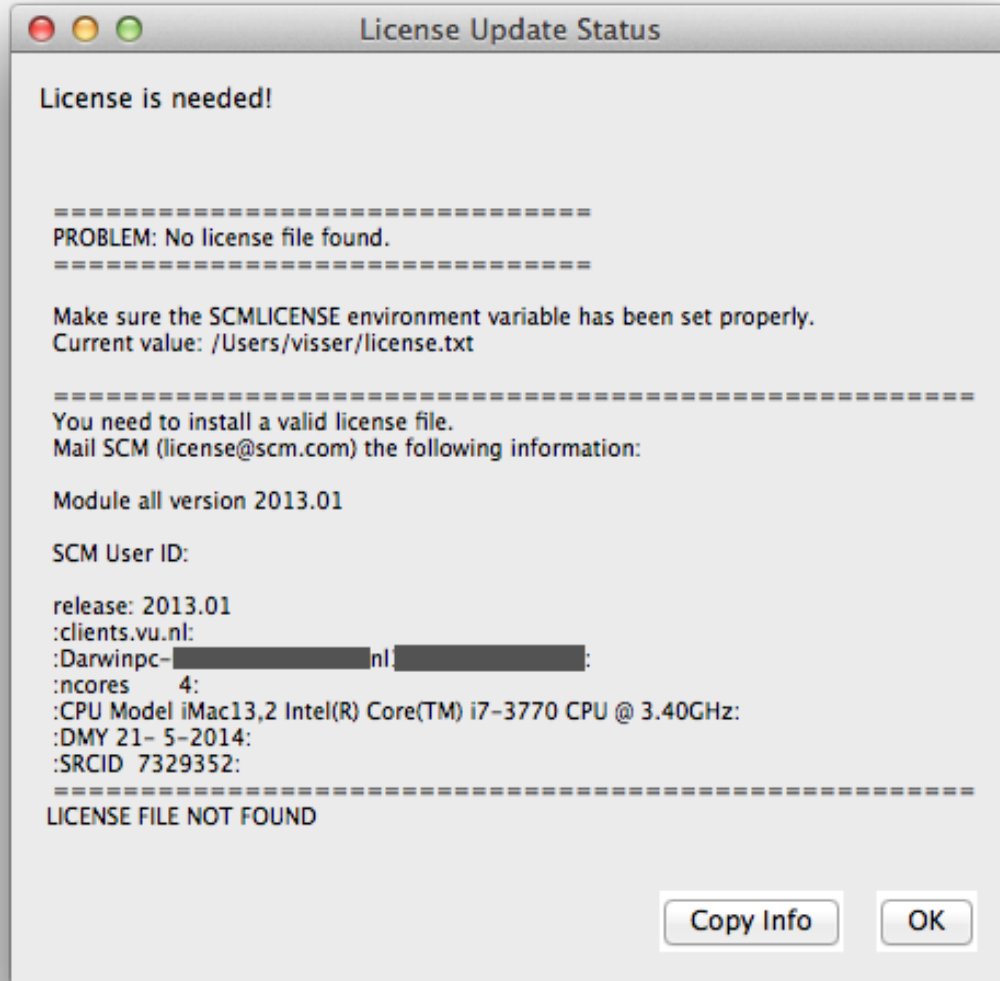 License Update Status
License is needed!
================================
PROBLEM: No license file found.
================================
Make sure the SCMLICENSE environment variable has been set properly.
Current value: /Users/visser/license.txt
=======================================================
You need to install a valid license file.
Mail SCM (license@scm.com) the following information:
Module all version 2013.01
SCM User ID:
release: 2013.01
:clients.vu.nl:
:Darwinpc- nl :
:ncores 4:
:CPU Model iMac13,2 Intel(R) Core(TM) i7-3770 CPU @ 3.40GHz:
:DMY 21- 5-2014:
:SRCID 7329352:
=======================================================
LICENSE FILE NOT FOUND
Copy Info OK